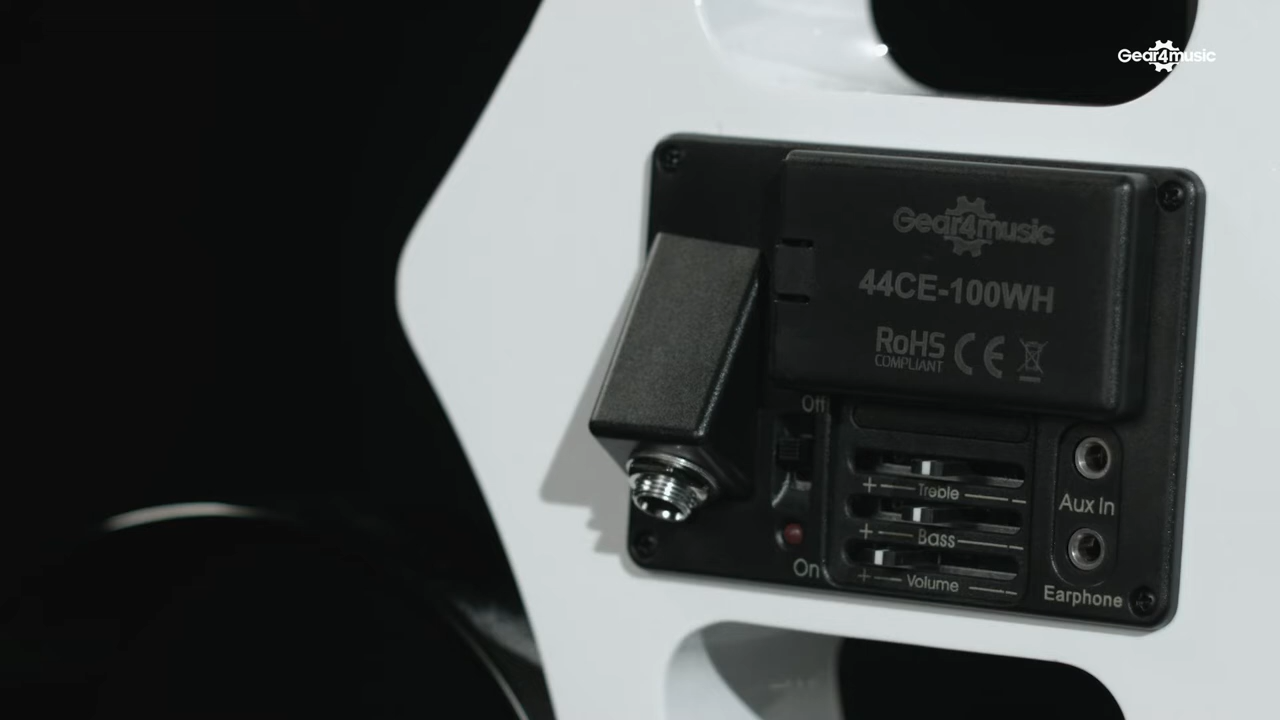 Gear4music
Gear4music
44CE-100WH
RoHS
COMPLIANT
CE
Off
+ Treble -
Aux In
+ Bass -
On
+ Volume -
Earphone